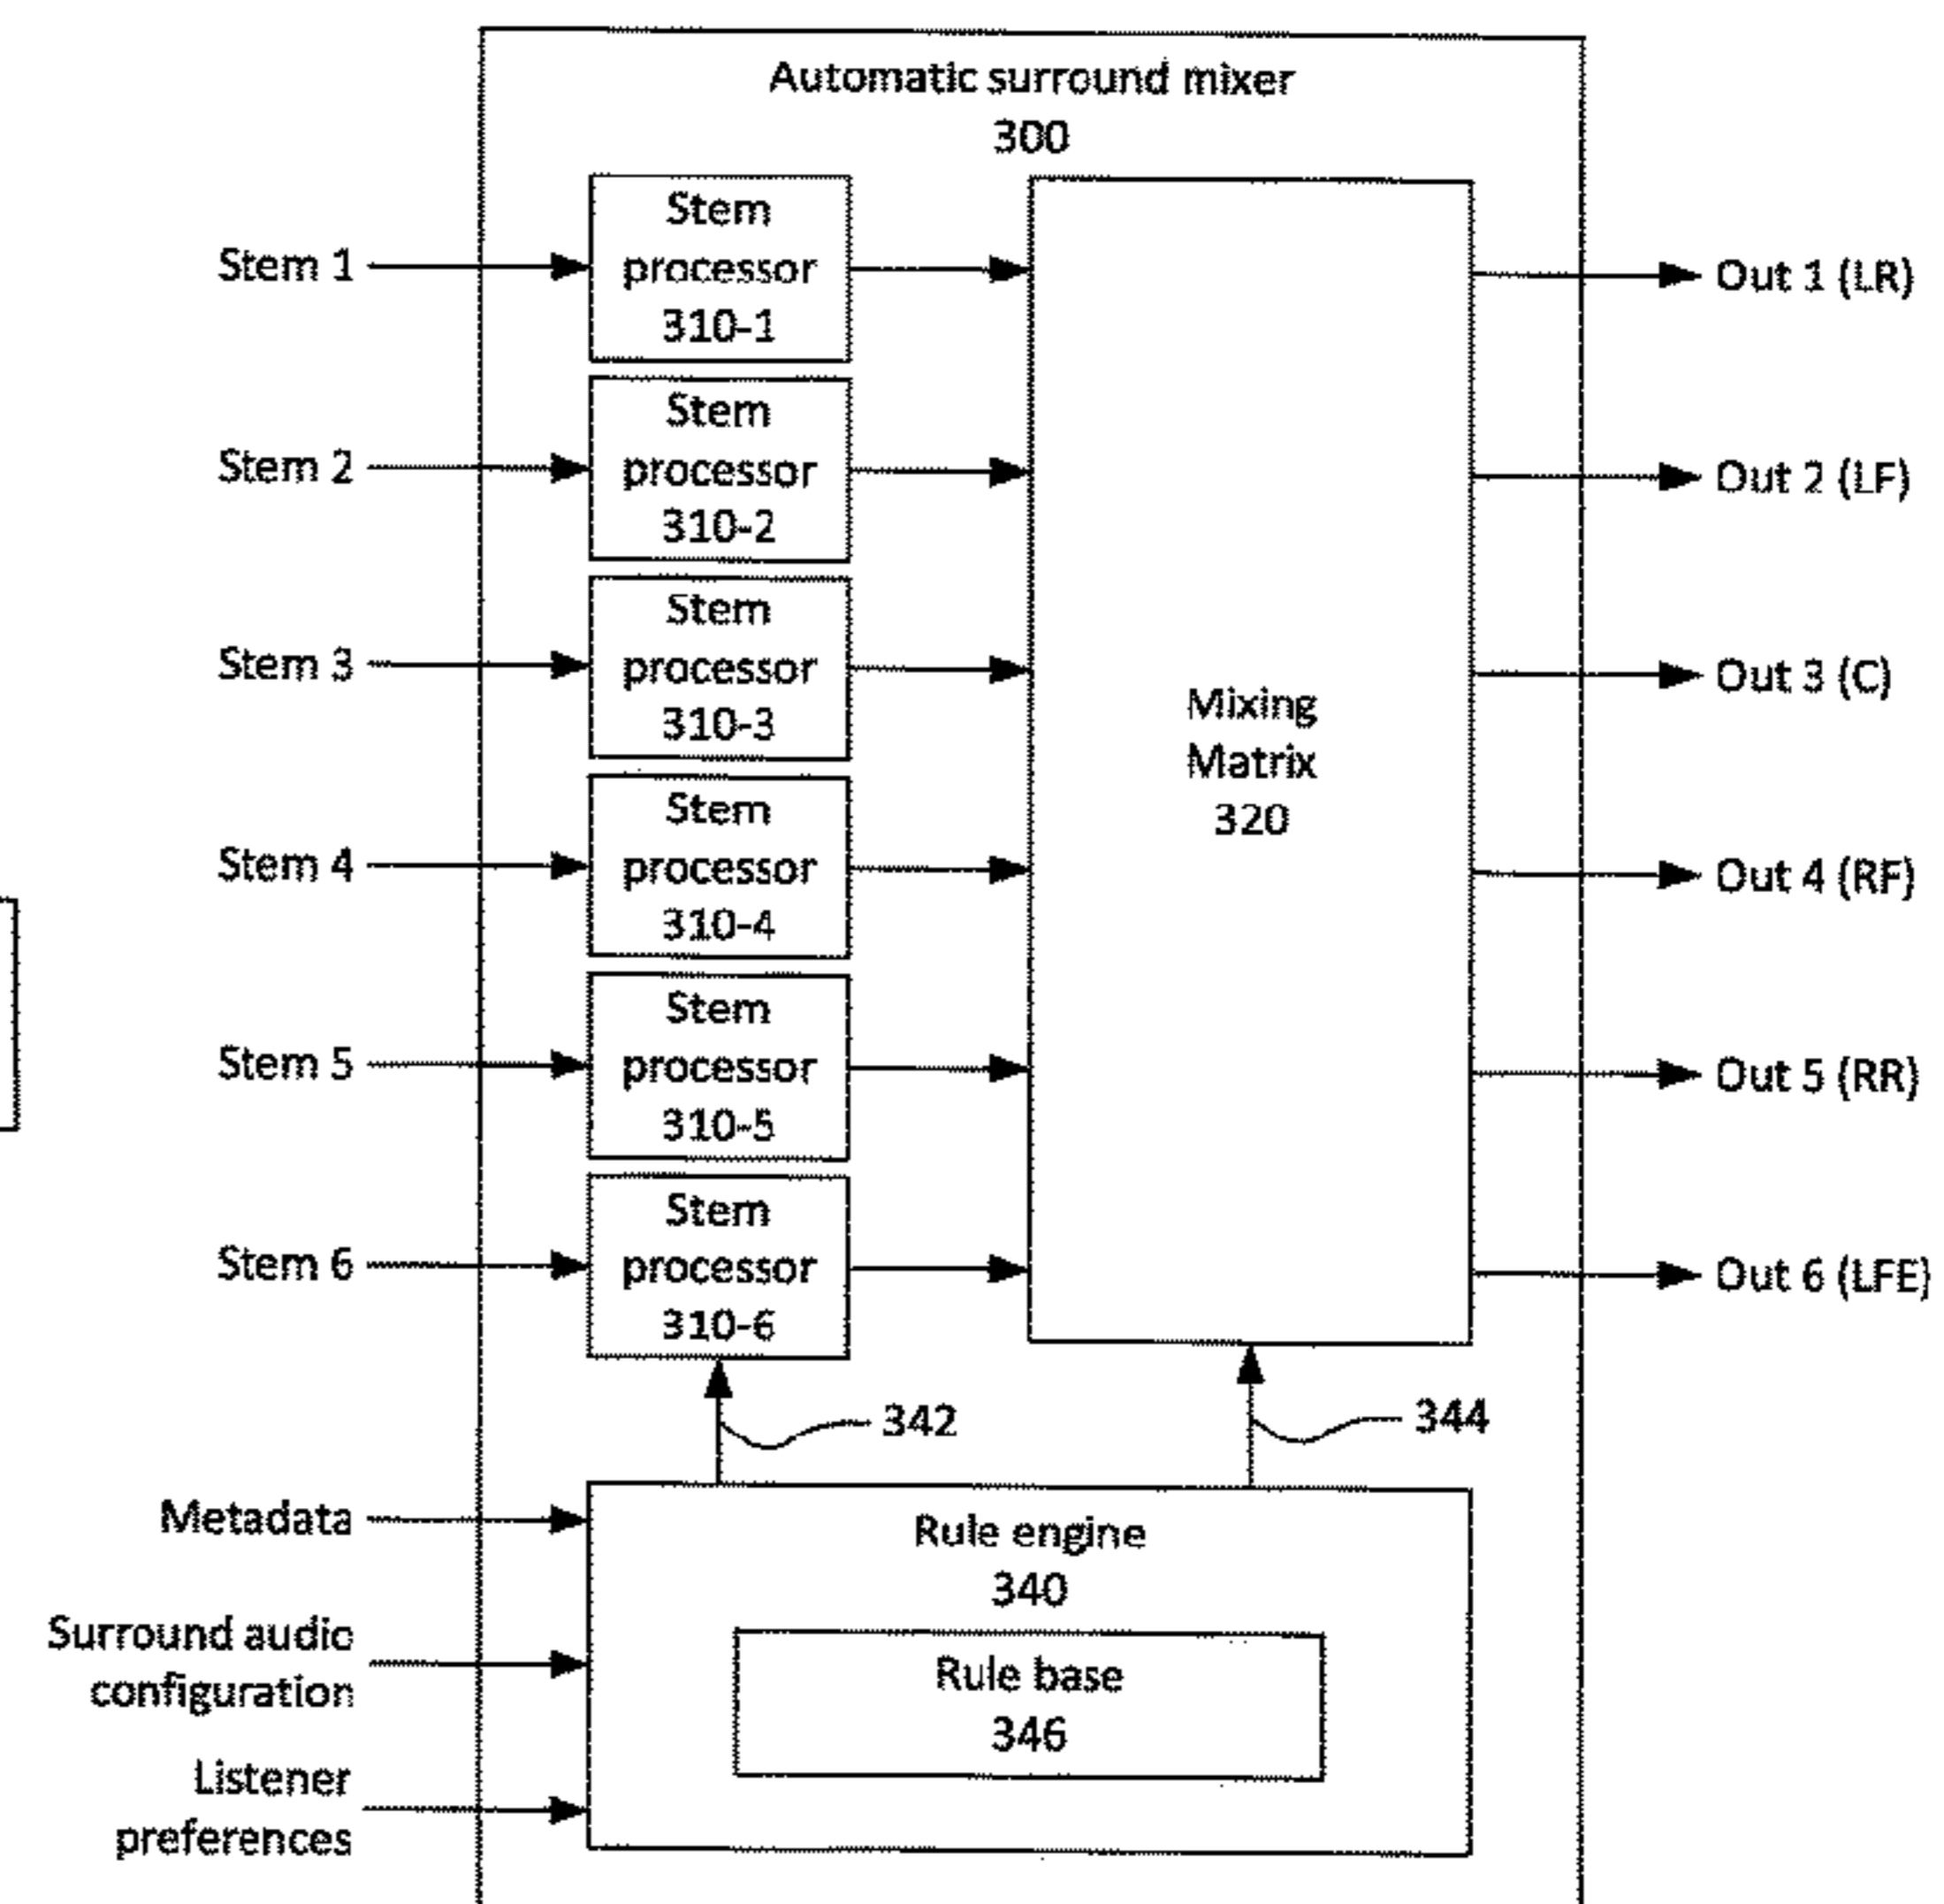 Automatic surround mixer
300
Stem 1
Stem
processor
310-1
Out 1 (LR)
Stem 2
Stem
processor
310-2
Out 2 (LF)
Stem 3
Stem
processor
310-3
Out 3 (C)
Mixing
Matrix
320
Stem 4
Stem
processor
310-4
Out 4 (RF)
Stem 5
Stem
processor
310-5
Out 5 (RR)
Stem 6
Stem
processor
310-6
Out 6 (LFE)
342
344
Metadata
Surround audio
configuration
Listener
preferences
Rule engine
340
Rule base
346